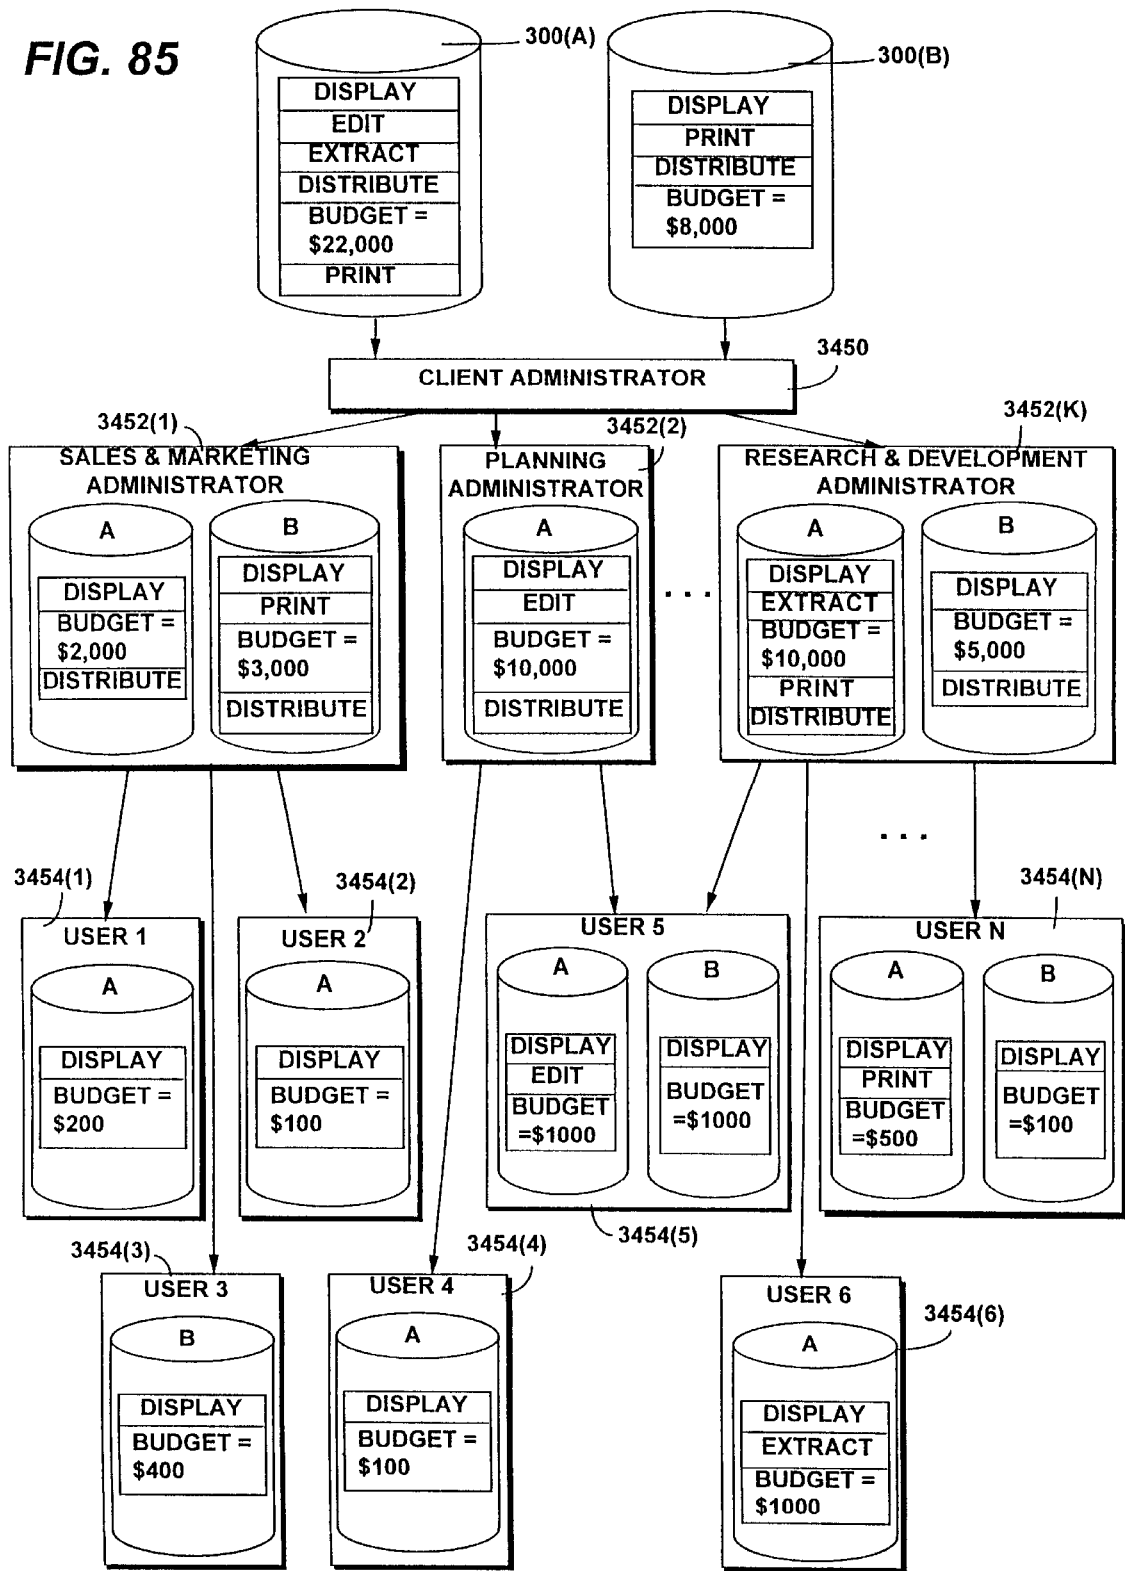 FIG. 85
300(A)
DISPLAY
EDIT
EXTRACT
DISTRIBUTE
BUDGET =
$22,000
PRINT
300(B)
DISPLAY
PRINT
DISTRIBUTE
BUDGET =
$8,000
3450
CLIENT ADMINISTRATOR
3452(1)
SALES & MARKETING
ADMINISTRATOR
A
DISPLAY
BUDGET =
$2,000
DISTRIBUTE
B
DISPLAY
PRINT
BUDGET =
$3,000
DISTRIBUTE
3452(2)
PLANNING
ADMINISTRATOR
A
DISPLAY
EDIT
BUDGET =
$10,000
DISTRIBUTE
. . .
3452(K)
RESEARCH & DEVELOPMENT
ADMINISTRATOR
A
DISPLAY
EXTRACT
BUDGET =
$10,000
PRINT
DISTRIBUTE
B
DISPLAY
BUDGET =
$5,000
DISTRIBUTE
. . .
3454(1)
USER 1
A
DISPLAY
BUDGET =
$200
3454(2)
USER 2
A
DISPLAY
BUDGET =
$100
USER 5
A
DISPLAY
EDIT
BUDGET
=$1000
B
DISPLAY
BUDGET
=$1000
3454(5)
3454(N)
USER N
A
DISPLAY
PRINT
BUDGET
=$500
B
DISPLAY
BUDGET
=$100
3454(3)
USER 3
B
DISPLAY
BUDGET =
$400
3454(4)
USER 4
A
DISPLAY
BUDGET =
$100
USER 6
3454(6)
A
DISPLAY
EXTRACT
BUDGET =
$1000